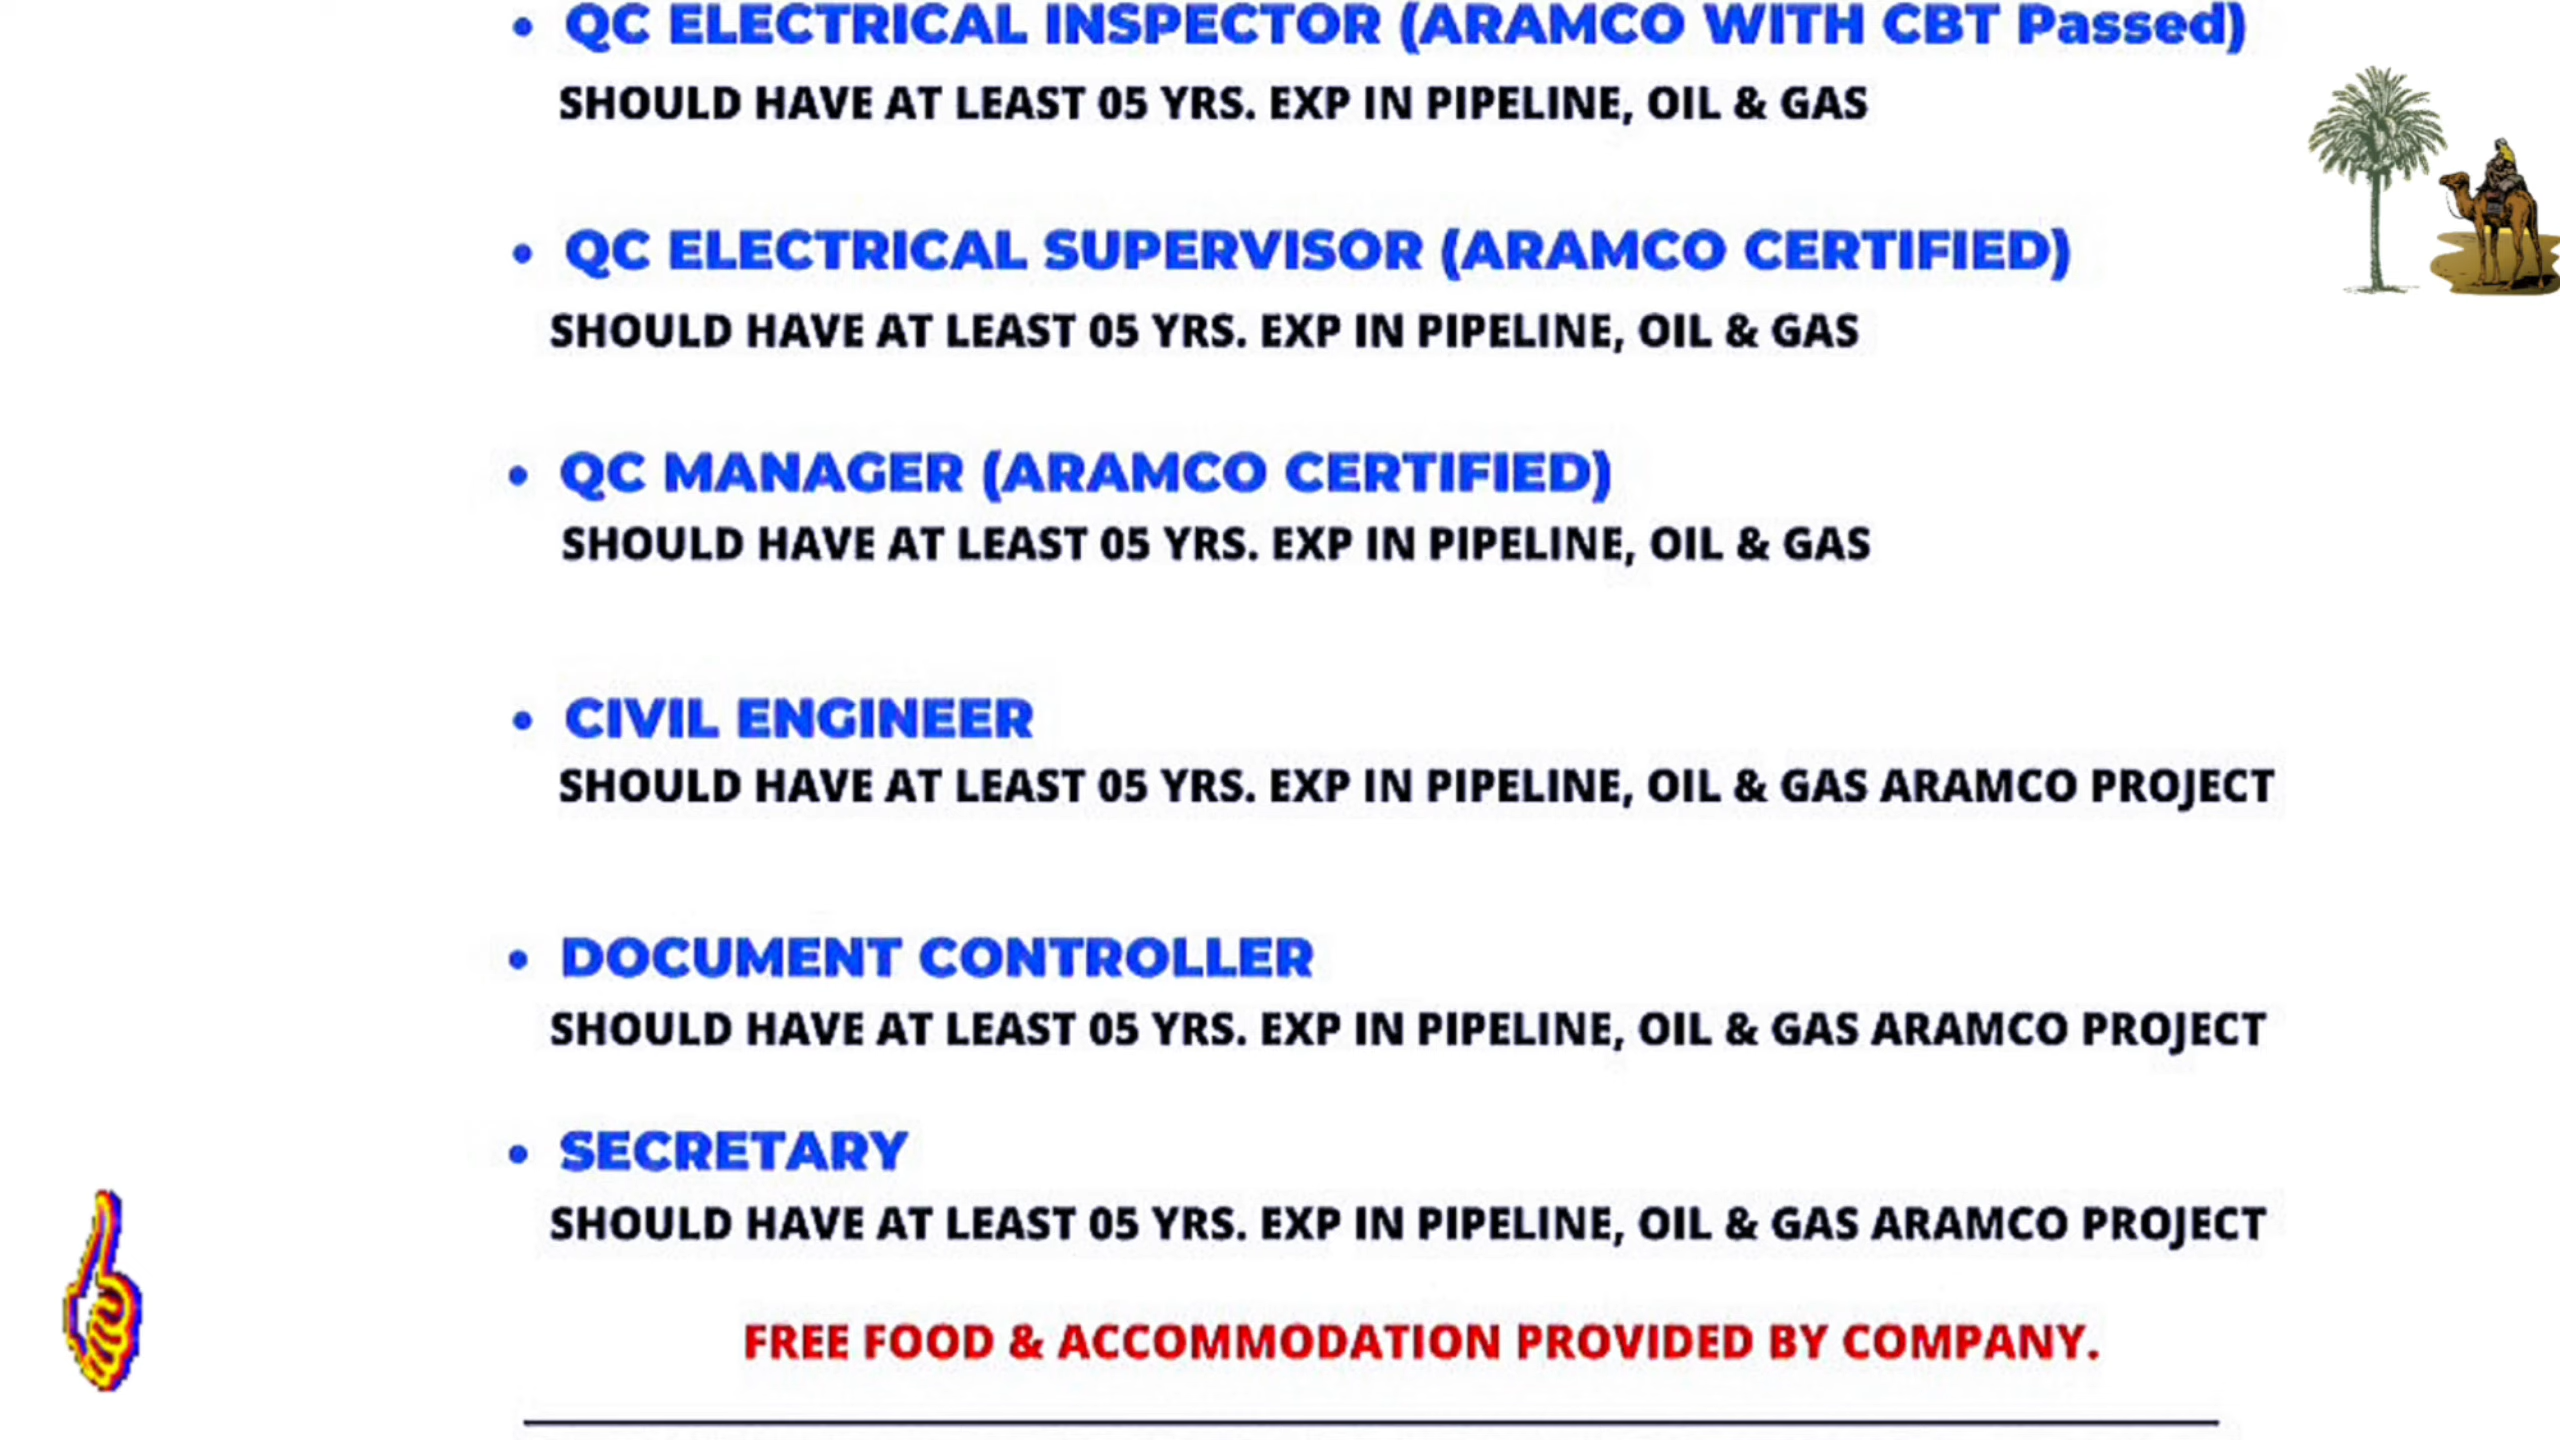 • QC ELECTRICAL INSPECTOR (ARAMCO WITH CBT Passed)
SHOULD HAVE AT LEAST 05 YRS. EXP IN PIPELINE, OIL & GAS
• QC ELECTRICAL SUPERVISOR (ARAMCO CERTIFIED)
SHOULD HAVE AT LEAST 05 YRS. EXP IN PIPELINE, OIL & GAS
• QC MANAGER (ARAMCO CERTIFIED)
SHOULD HAVE AT LEAST 05 YRS. EXP IN PIPELINE, OIL & GAS
• CIVIL ENGINEER
SHOULD HAVE AT LEAST 05 YRS. EXP IN PIPELINE, OIL & GAS ARAMCO PROJECT
• DOCUMENT CONTROLLER
SHOULD HAVE AT LEAST 05 YRS. EXP IN PIPELINE, OIL & GAS ARAMCO PROJECT
• SECRETARY
SHOULD HAVE AT LEAST 05 YRS. EXP IN PIPELINE, OIL & GAS ARAMCO PROJECT
FREE FOOD & ACCOMMODATION PROVIDED BY COMPANY.